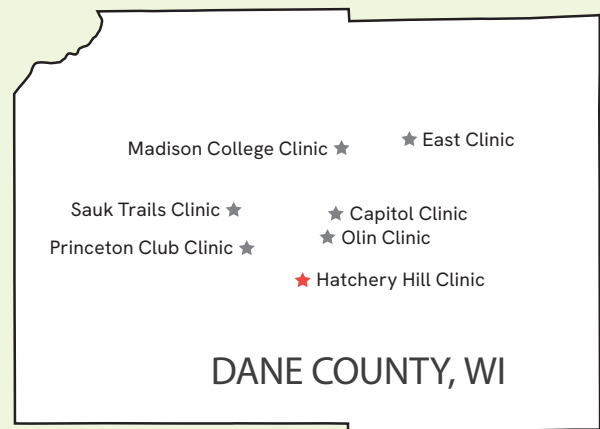 East Clinic
Madison College Clinic
Sauk Trails Clinic
Capitol Clinic
Olin Clinic
Princeton Club Clinic
Hatchery Hill Clinic
DANE COUNTY, WI